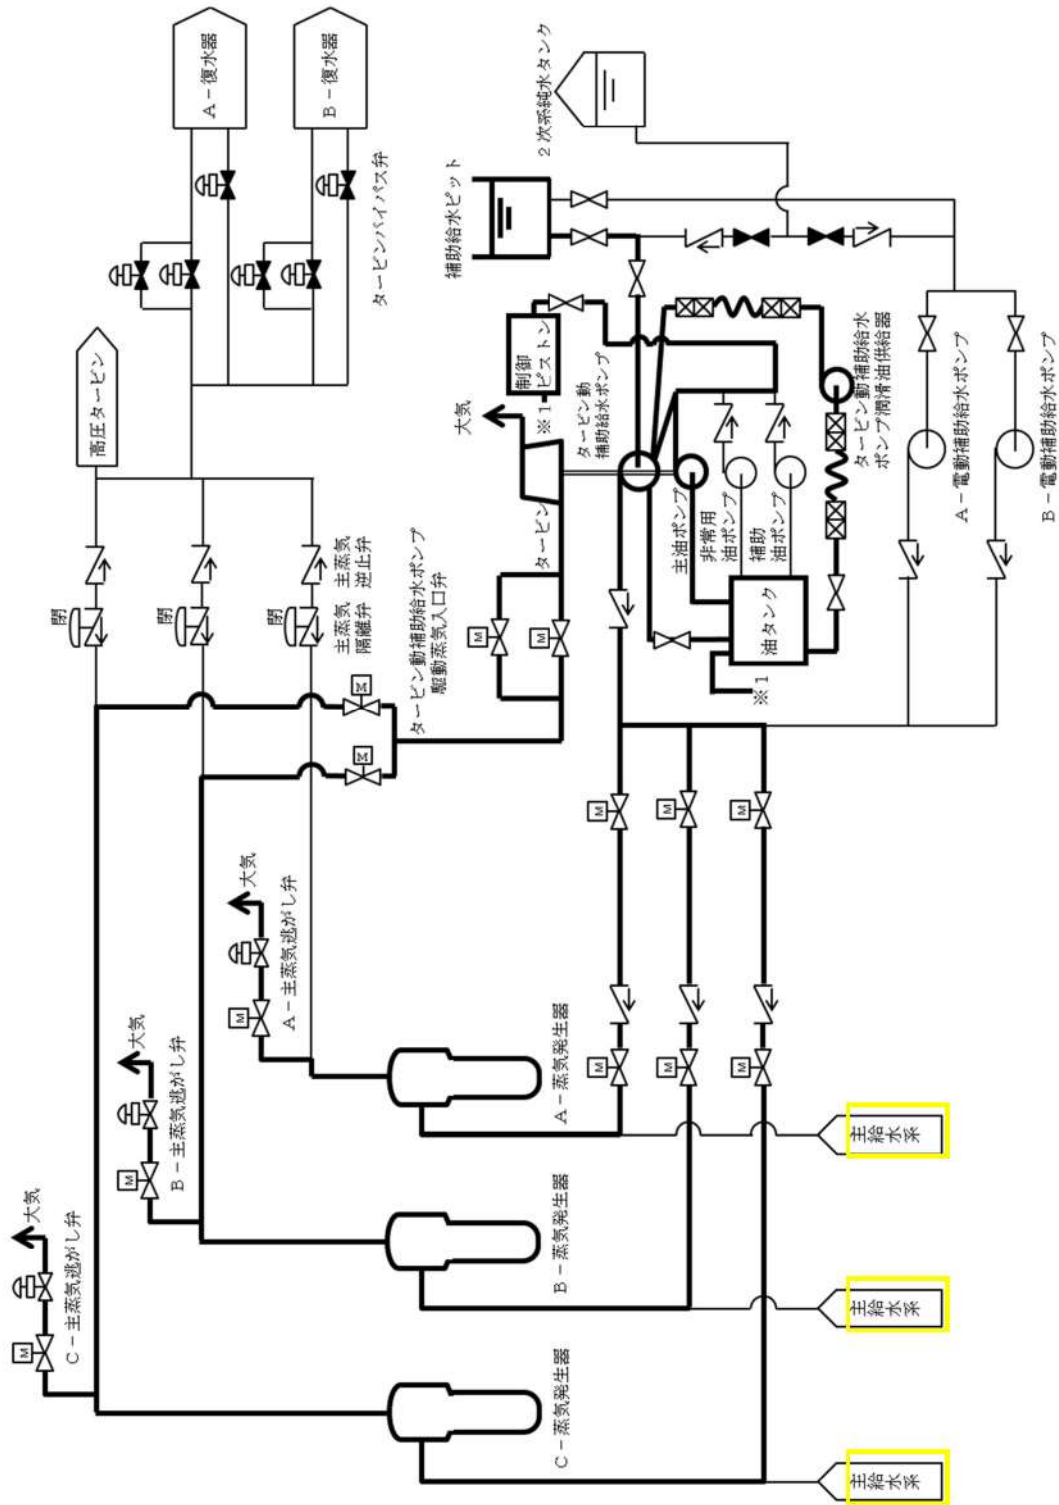 A－復水器
B－復水器
タービンバイパス弁
高圧タービン
2次系純水タンク
補助給水ピット
制御
ピストン
※1
大気
タービン動
補助給水ポンプ
タービン
主油ポンプ
非常用
油ポンプ
補助
油ポンプ
油タンク
※1
タービン動補助給水
ポンプ潤滑油供給器
A－電動補助給水ポンプ
B－電動補助給水ポンプ
閉
閉
閉
主蒸気
隔離弁
主蒸気
逆止弁
タービン動補助給水ポンプ
駆動蒸気入口弁
M
M
M
M
大気
A－主蒸気逃がし弁
M
大気
B－主蒸気逃がし弁
M
大気
C－主蒸気逃がし弁
M
A－蒸気発生器
B－蒸気発生器
C－蒸気発生器
M
M
M
M
M
M
主
給
水
系
主
給
水
系
主
給
水
系